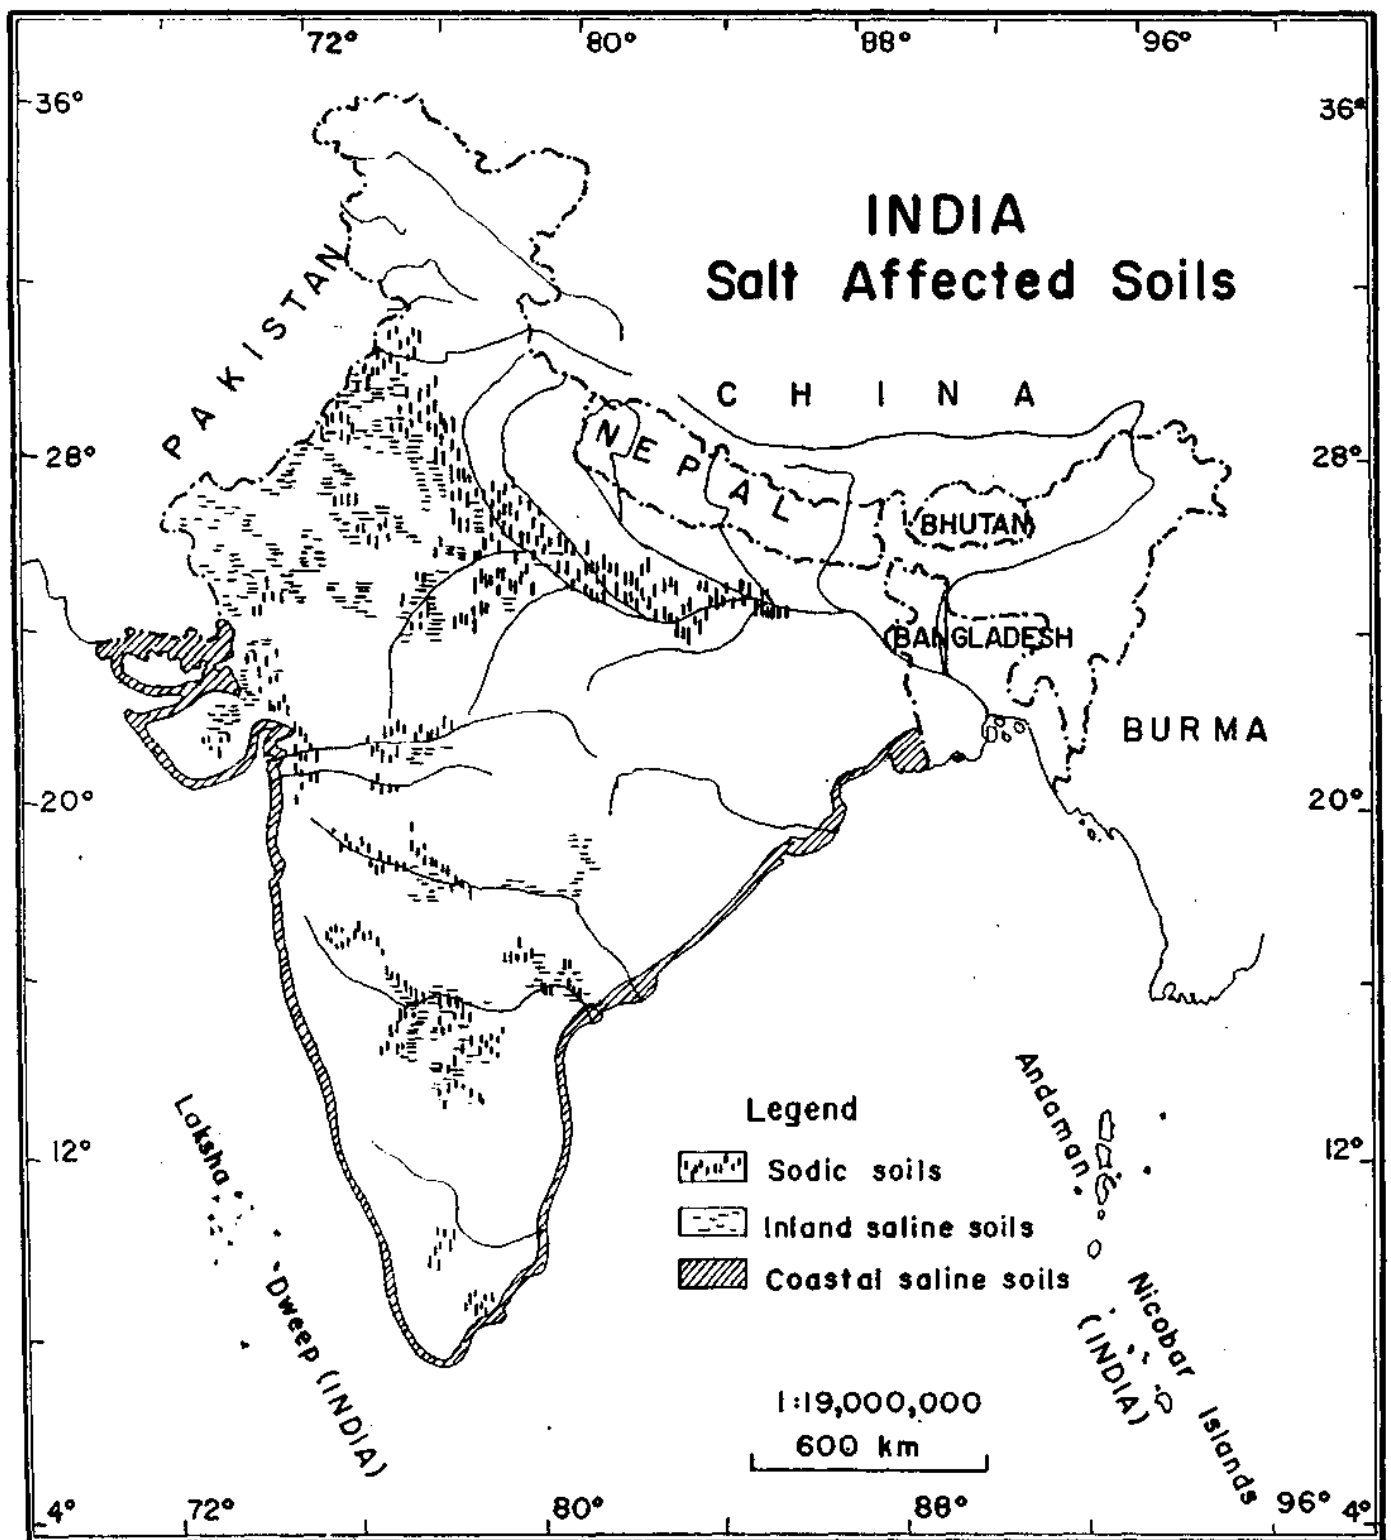 72° 80° 88° 96°
36° 36°
INDIA
Salt Affected Soils
PAKISTAN
CHINA
NEPAL
28° 28°
BHUTAN
BANGLADESH
BURMA
20° 20°
Laksha
Dweep (INDIA)
Andaman
Nicobar Islands
(INDIA)
Legend
12° 12°
Sodic soils
Inland saline soils
Coastal saline soils
1:19,000,000
600 km
4° 72° 80° 88° 96° 4°